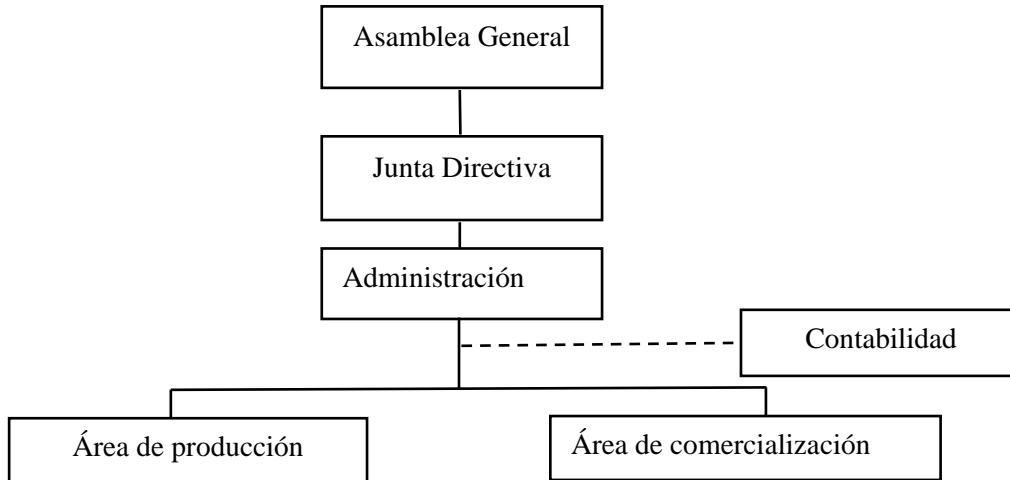 Asamblea General
Junta Directiva
Administración
Contabilidad
Área de producción
Área de comercialización